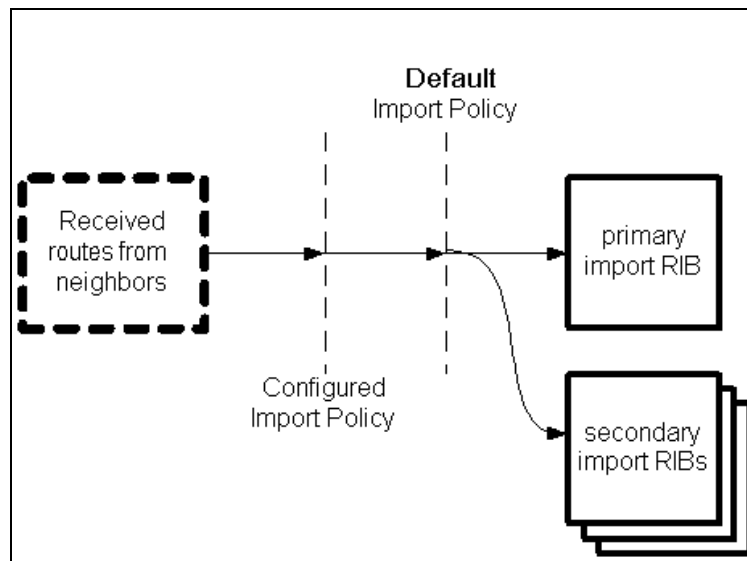 Default
Import Policy
Received
routes from
neighbors
primary
import RIB
Configured
Import Policy
secondary
import RIBs